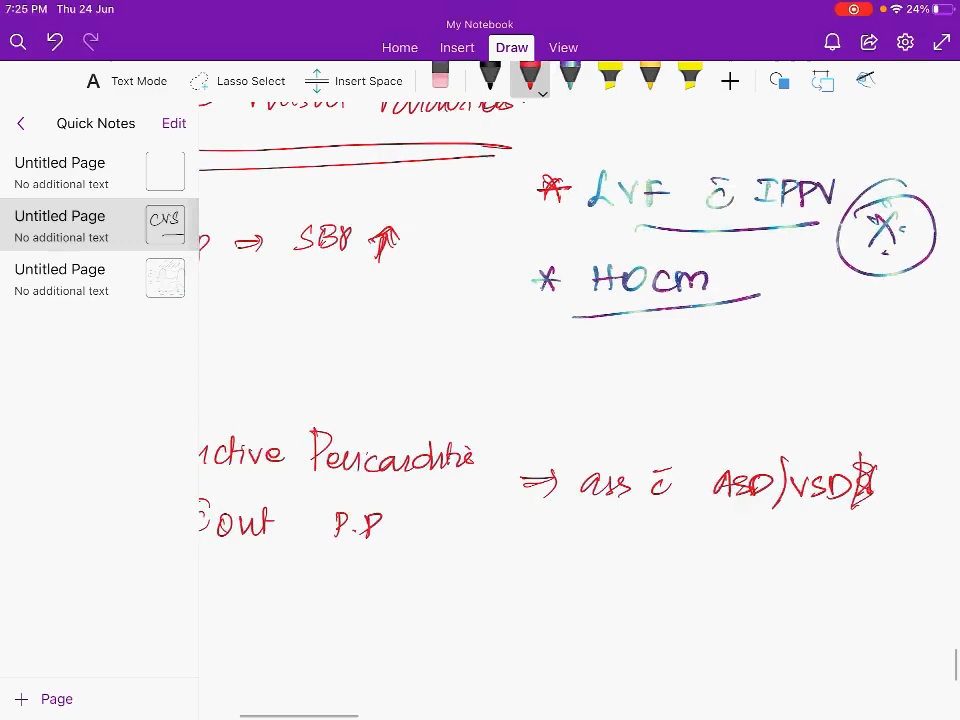 7:25 PM Thu 24 Jun
24%
My Notebook
Home Insert Draw View
A Text Mode Lasso Select Insert Space
Quick Notes Edit
Untitled Page
No additional text
Untitled Page
No additional text
CNS
Untitled Page
No additional text
* LVF c̄ IPPV
⇒ SBP ↑
* HOCM
uctive Pericarditis
⇒ ass c̄ ASD/VSD
c̄out P.P
+ Page